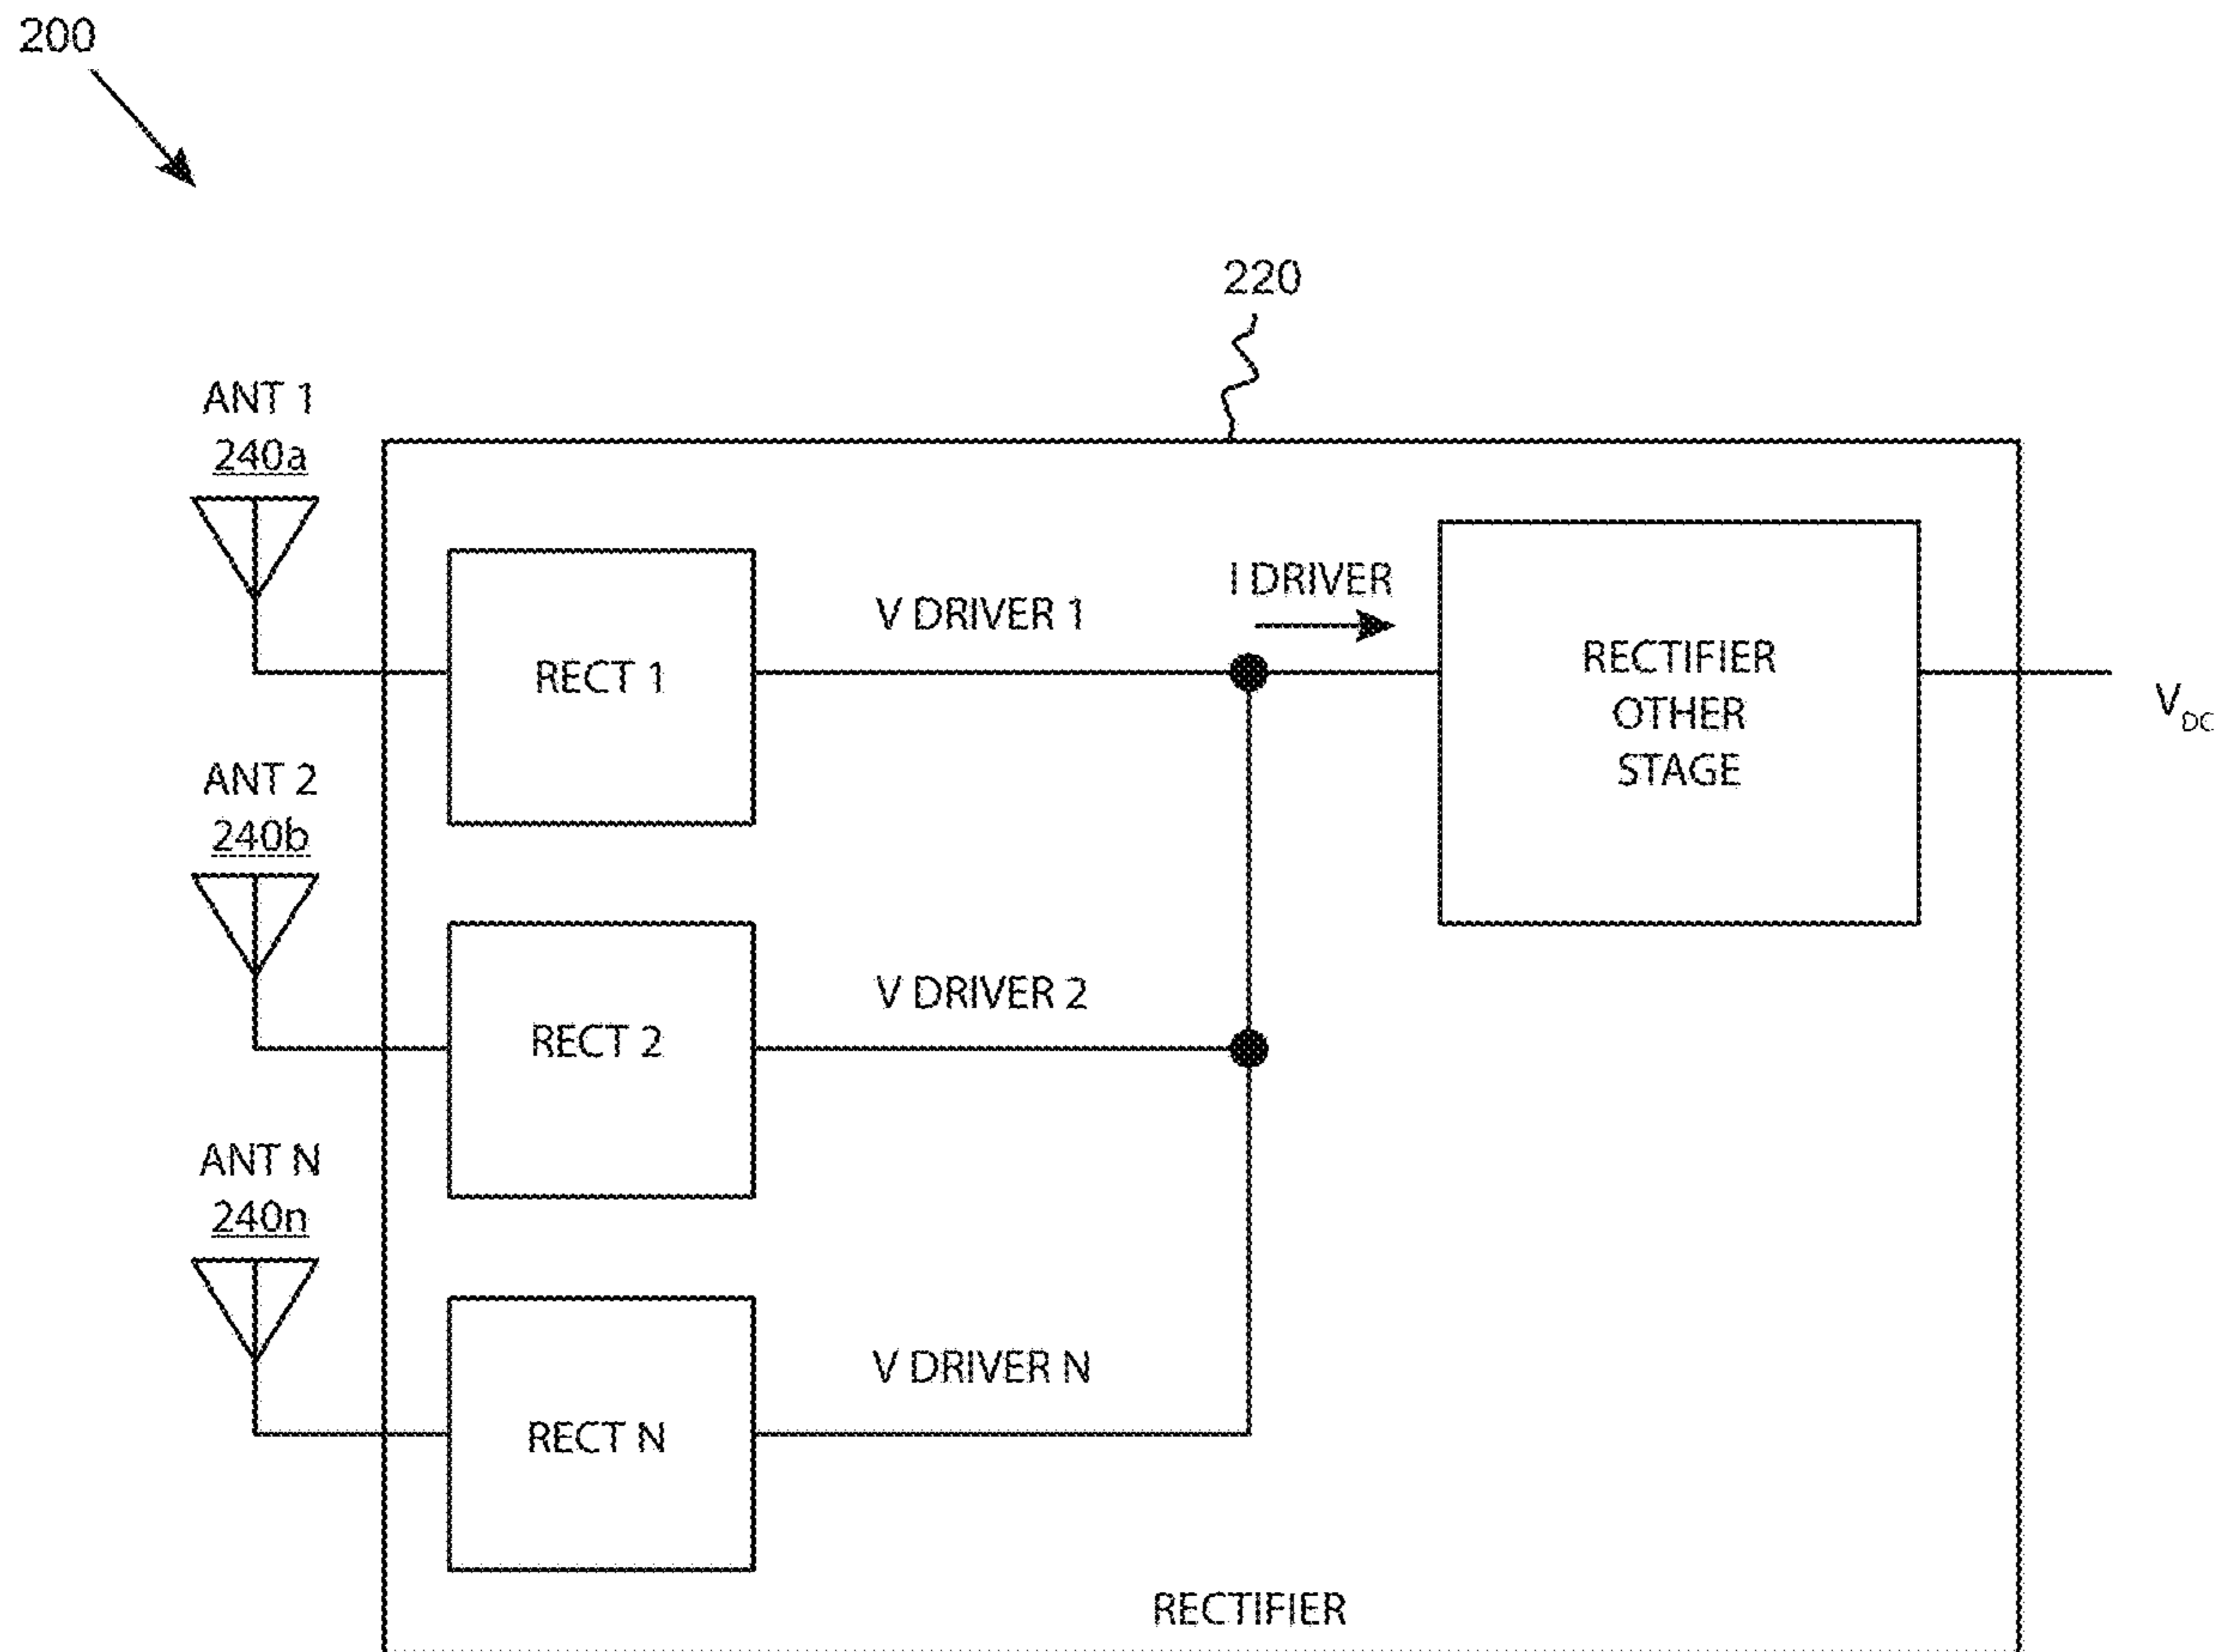 200
220
ANT 1
240a
RECT 1
V DRIVER 1
I DRIVER
RECTIFIER
OTHER
STAGE
VDC
ANT 2
240b
RECT 2
V DRIVER 2
ANT N
240n
RECT N
V DRIVER N
RECTIFIER